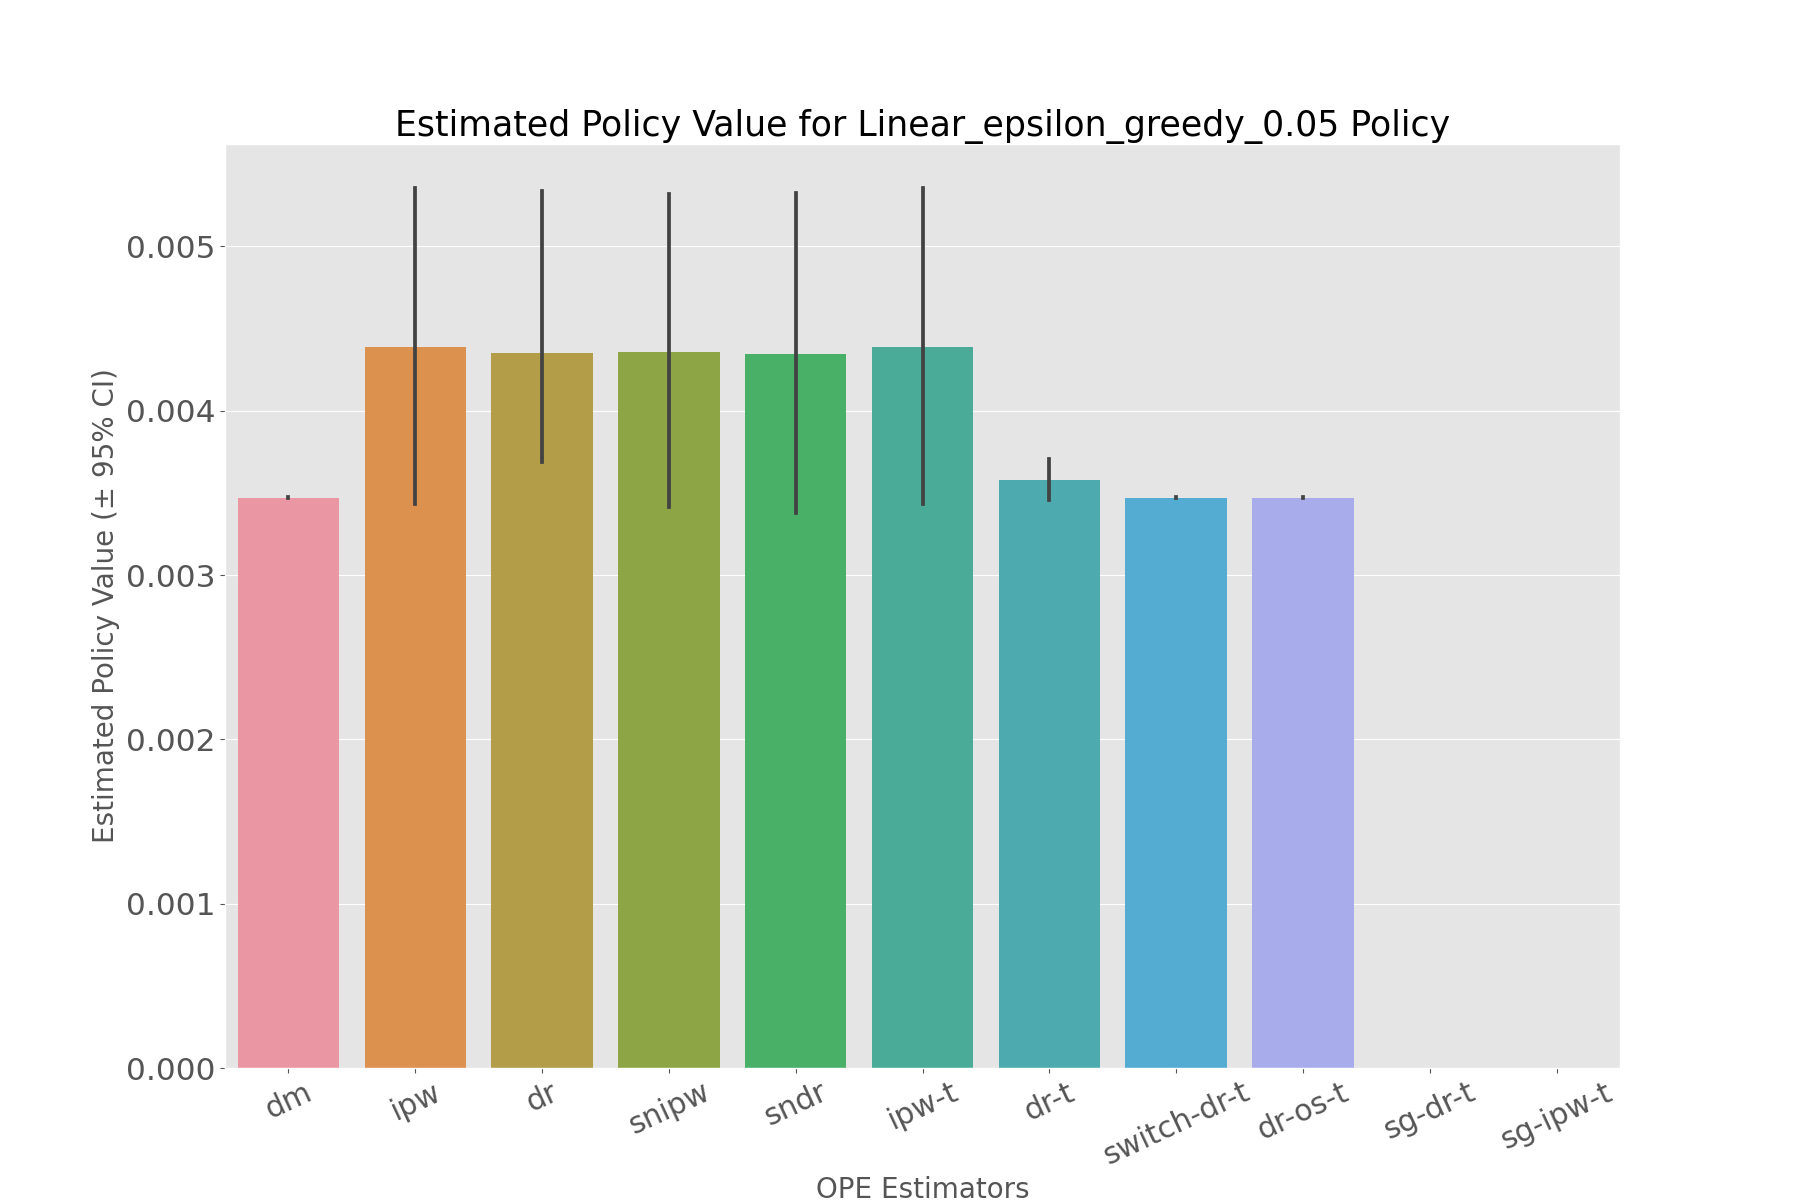 Estimated Policy Value for Linear_epsilon_greedy_0.05 Policy
Estimated Policy Value (± 95% CI)
0.005
0.004
0.003
0.002
0.001
0.000
dm
ipw
dr
snipw
sndr
ipw-t
dr-t
switch-dr-t
dr-os-t
sg-dr-t
sg-ipw-t
OPE Estimators